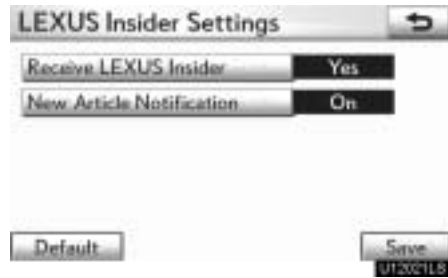 LEXUS Insider Settings
Receive LEXUS Insider Yes
New Article Notification On
Default Save
U12021LS